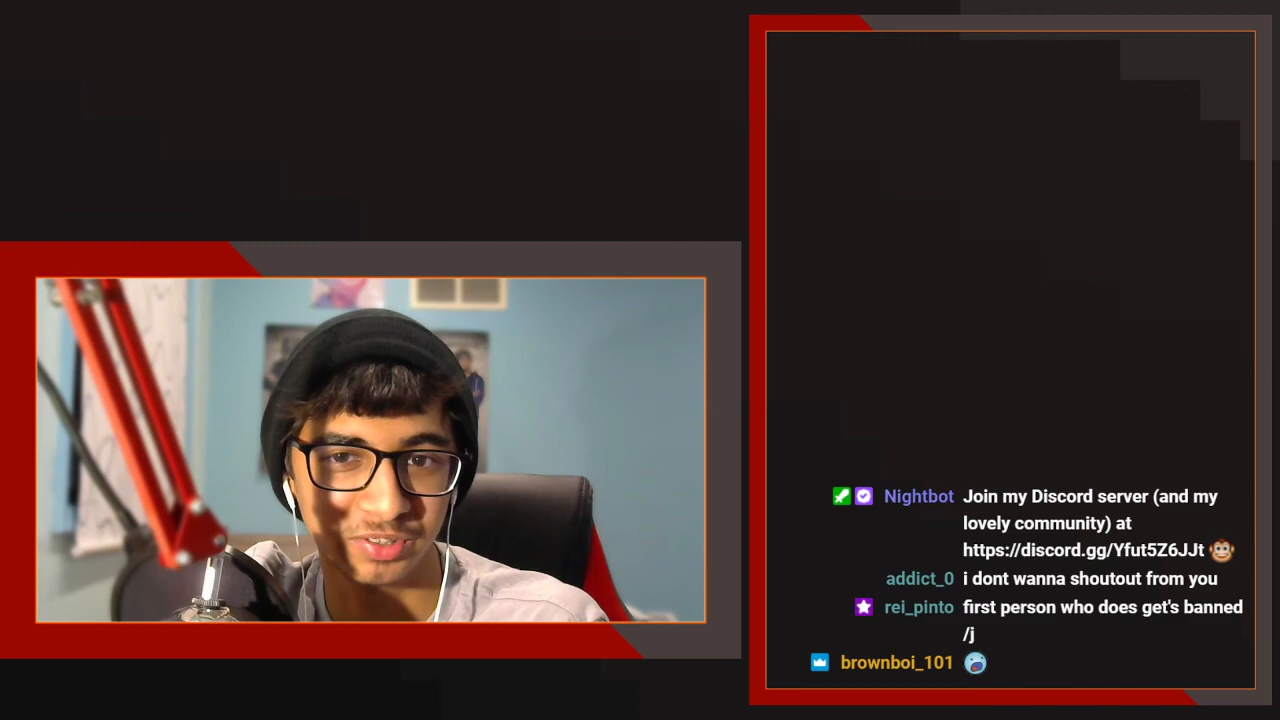 Nightbot Join my Discord server (and my
lovely community) at
https://discord.gg/Yfut5Z6JJt
addict_0 i dont wanna shoutout from you
rei_pinto first person who does get's banned
/j
brownboi_101